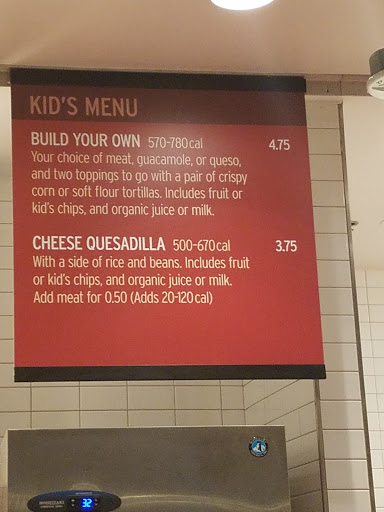 KID'S MENU
BUILD YOUR OWN 570-780 cal 4.75
Your choice of meat, guacamole, or queso,
and two toppings to go with a pair of crispy
corn or soft flour tortillas. Includes fruit or
kid's chips, and organic juice or milk.
CHEESE QUESADILLA 500-670 cal 3.75
With a side of rice and beans. Includes fruit
or kid's chips, and organic juice or milk.
Add meat for 0.50 (Adds 20-120 cal)
32